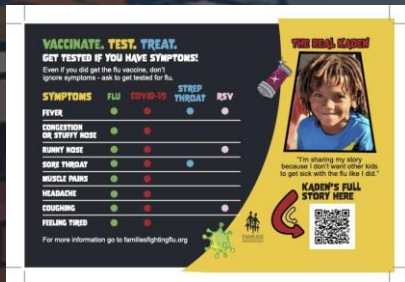 VACCINATE. TEST. TREAT.
GET TESTED IF YOU HAVE SYMPTOMS!
Even if you did get the flu vaccine, don't
ignore symptoms - ask to get tested for flu.
SYMPTOMS FLU COVID-19 STREP THROAT RSV
FEVER
CONGESTION
OR STUFFY NOSE
RUNNY NOSE
SORE THROAT
MUSCLE PAINS
HEADACHE
COUGHING
FEELING TIRED
For more information go to familiesfightingflu.org
FAMILIES
THE REAL KADEN
"I'm sharing my story
because I don't want other kids
to get sick with the flu like I did."
KADEN'S FULL
STORY HERE